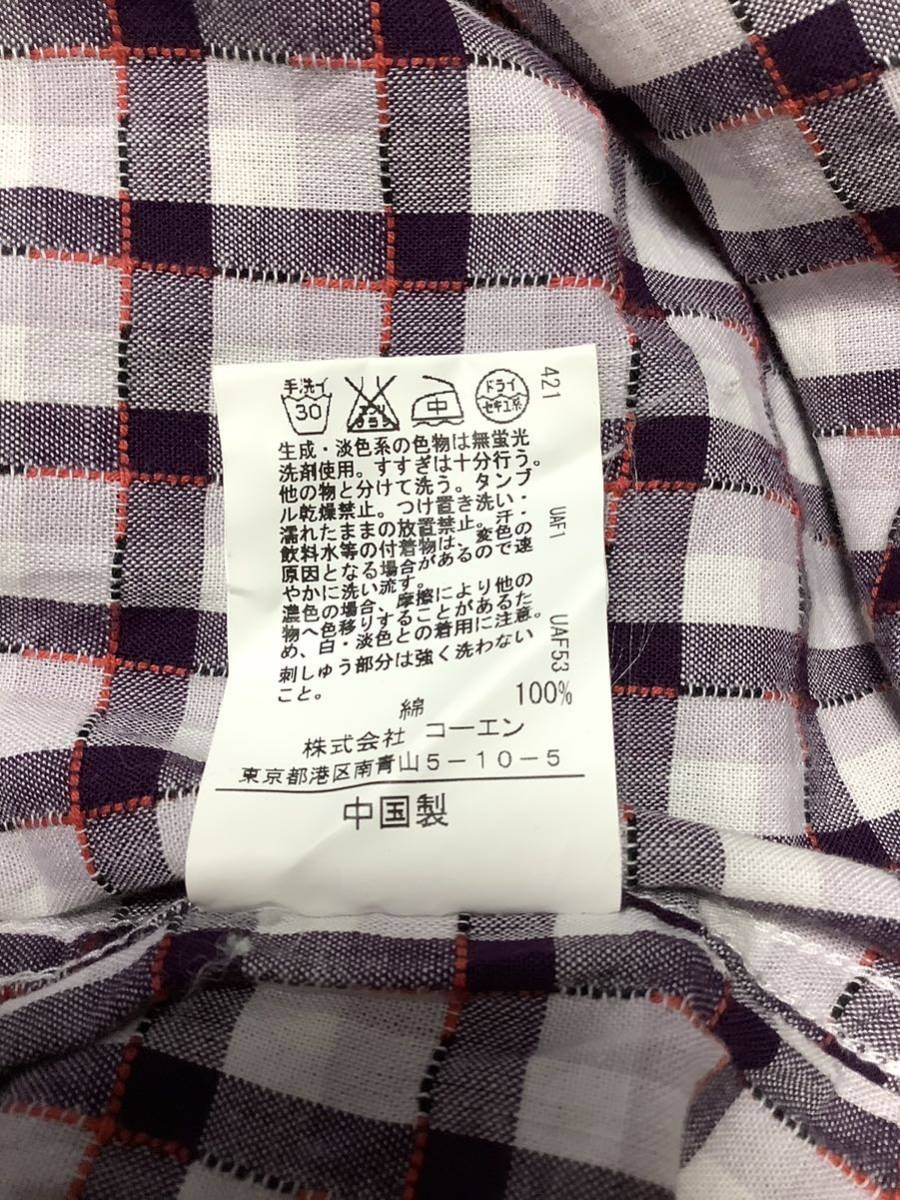 手洗イ 30 エンソ サラシ 中 ドライ セキユ系
生成・淡色系の色物は無蛍光
洗剤使用。すすぎは十分行う。
他の物と分けて洗う。タンブ
ル乾燥禁止。つけ置き洗い・
濡れたままの放置禁止。汗・
飲料水等の付着物は、変色の
原因となる場合があるので速
やかに洗い流す。
濃色の場合、摩擦により他の
物へ色移りすることがあるた
め、白・淡色との着用に注意。
刺しゅう部分は強く洗わない
こと。
綿 100%
株式会社 コーエン
東京都港区南青山5-10-5
中国製
421 UAF1 UAF53